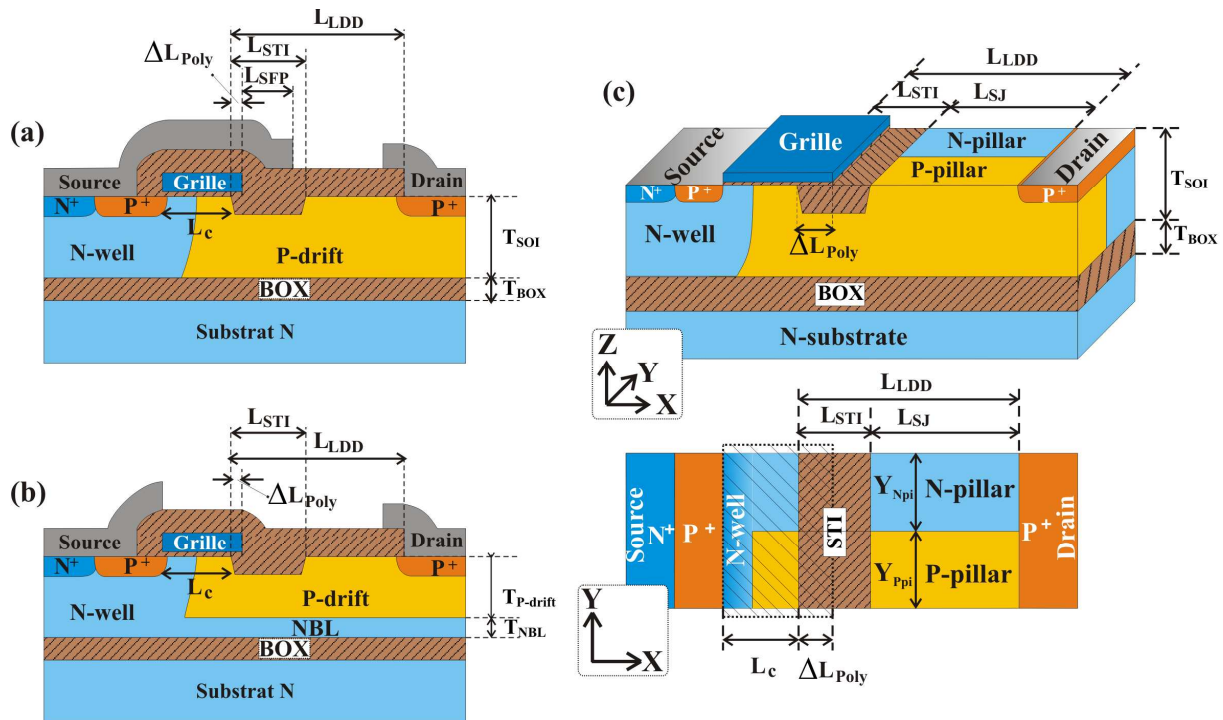 (a)
L_LDD
L_STI
ΔL_Poly
L_SFP
Source
Grille
Drain
N+
P+
L_c
P+
N-well
P-drift
T_SOI
BOX
T_BOX
Substrat N
(b)
L_STI
L_LDD
ΔL_Poly
Source
Grille
Drain
N+
P+
L_c
P+
N-well
P-drift
T_P-drift
NBL
T_NBL
BOX
Substrat N
(c)
L_LDD
L_STI
L_SJ
Source
Grille
N-pillar
P-pillar
Drain
N+
P+
P+
T_SOI
N-well
ΔL_Poly
T_BOX
BOX
N-substrate
Z
Y
X
L_LDD
L_STI
L_SJ
Source
N+
P+
N-well
STI
Y_Npi
N-pillar
Y_Ppi
P-pillar
P+
Drain
Y
X
L_c
ΔL_Poly